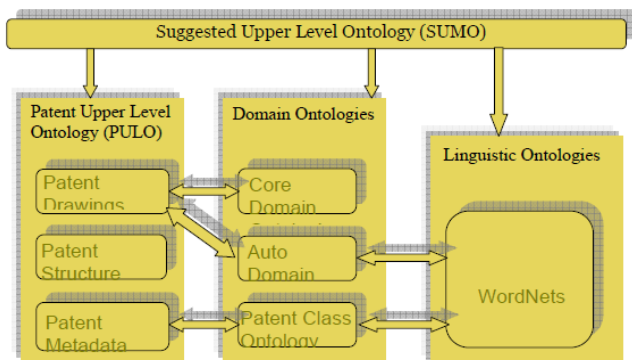 Suggested Upper Level Ontology (SUMO)
Patent Upper Level
Ontology (PULO)
Patent
Drawings
Patent
Structure
Patent
Metadata
Domain Ontologies
Core
Domain
Auto
Domain
Patent Class
Ontology
Linguistic Ontologies
WordNets